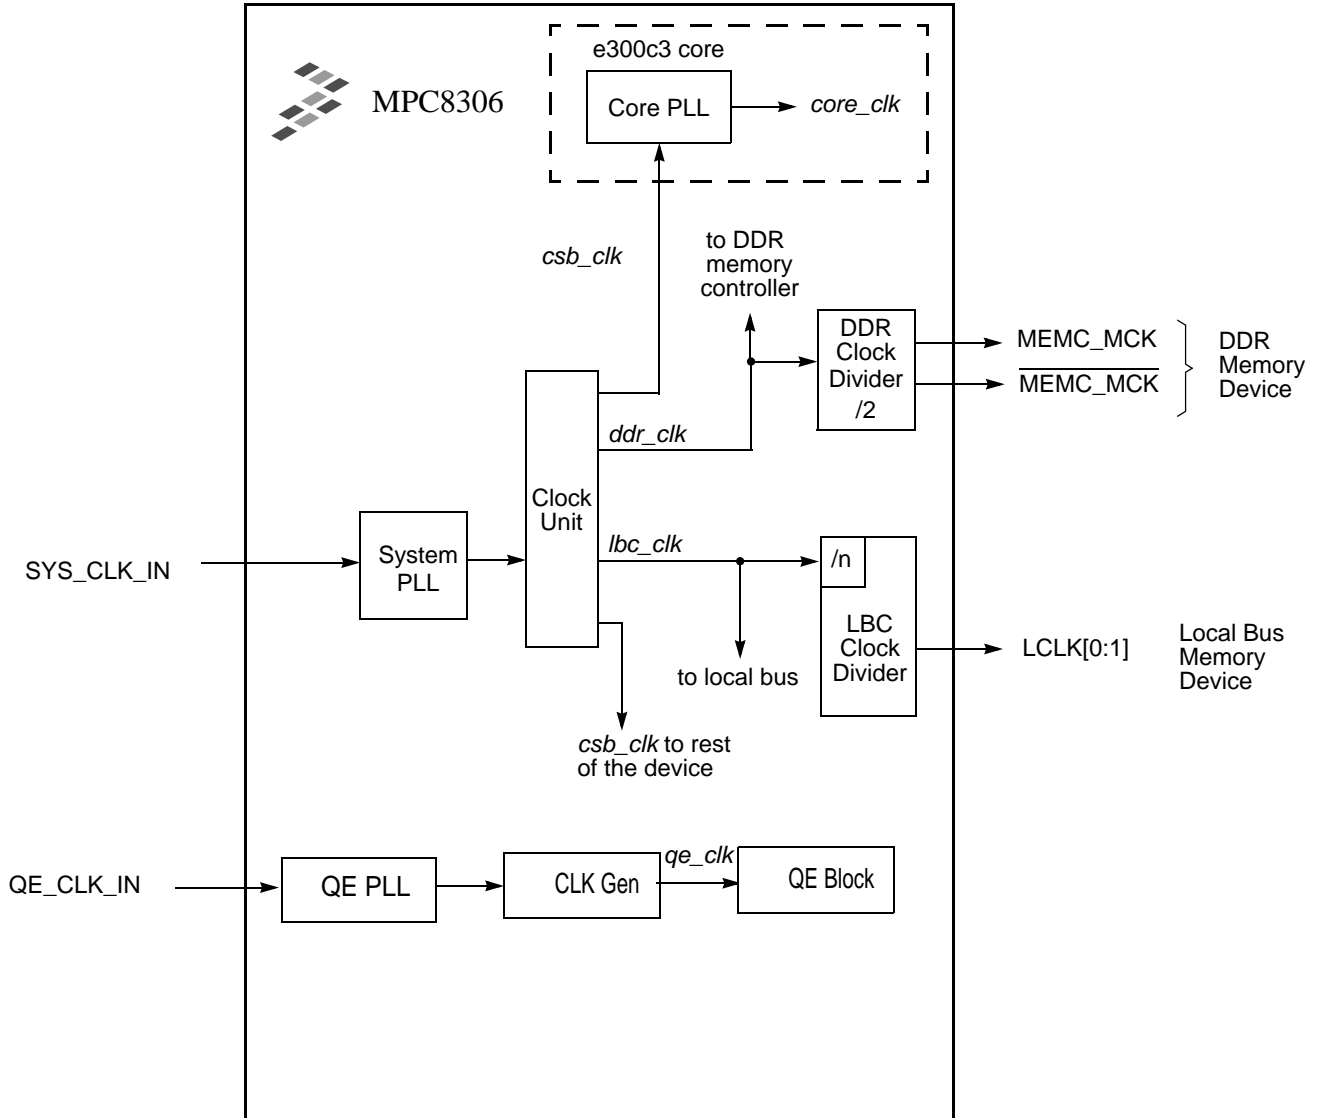 e300c3 core
MPC8306
Core PLL
core_clk
csb_clk
to DDR
memory
controller
DDR
Clock
Divider
/2
MEMC_MCK
MEMC_MCK
DDR
Memory
Device
ddr_clk
Clock
Unit
lbc_clk
/n
SYS_CLK_IN
System
PLL
LBC
Clock
Divider
LCLK[0:1]
Local Bus
Memory
Device
to local bus
csb_clk to rest
of the device
QE_CLK_IN
QE PLL
CLK Gen
qe_clk
QE Block